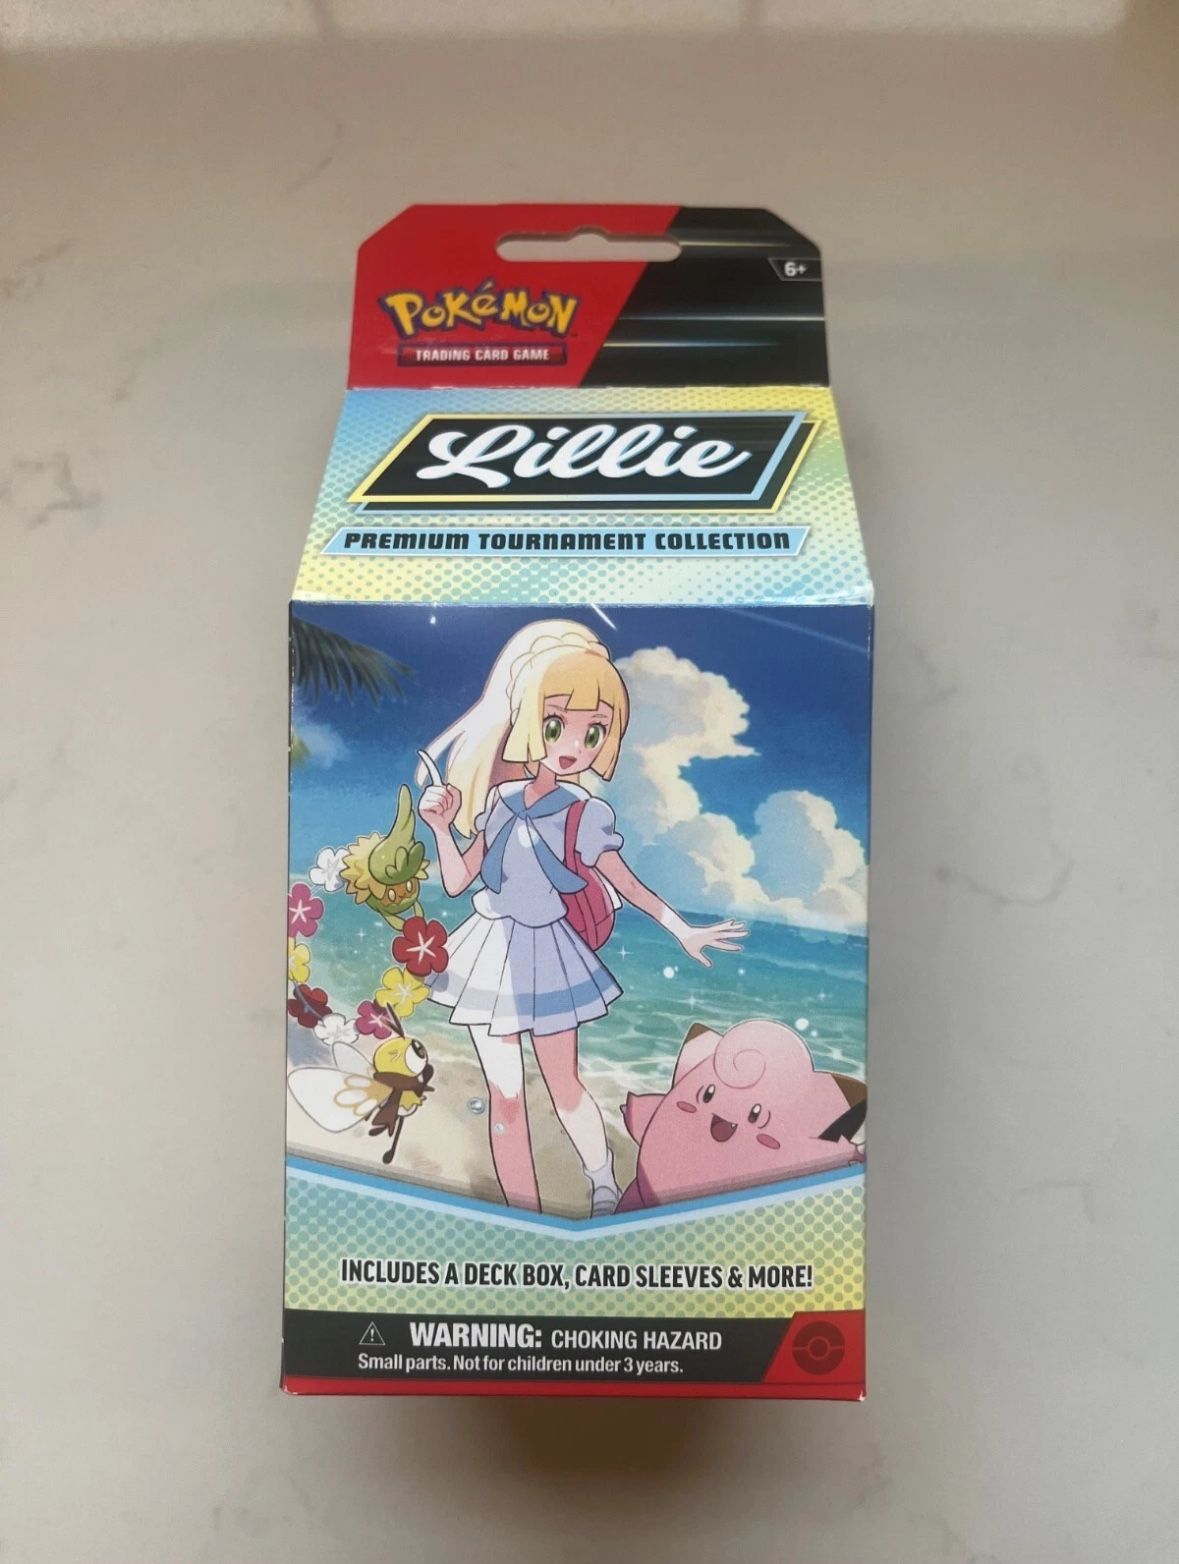 6+
POKéMON
TRADING CARD GAME
Lillie
PREMIUM TOURNAMENT COLLECTION
INCLUDES A DECK BOX, CARD SLEEVES & MORE!
WARNING: CHOKING HAZARD
Small parts. Not for children under 3 years.